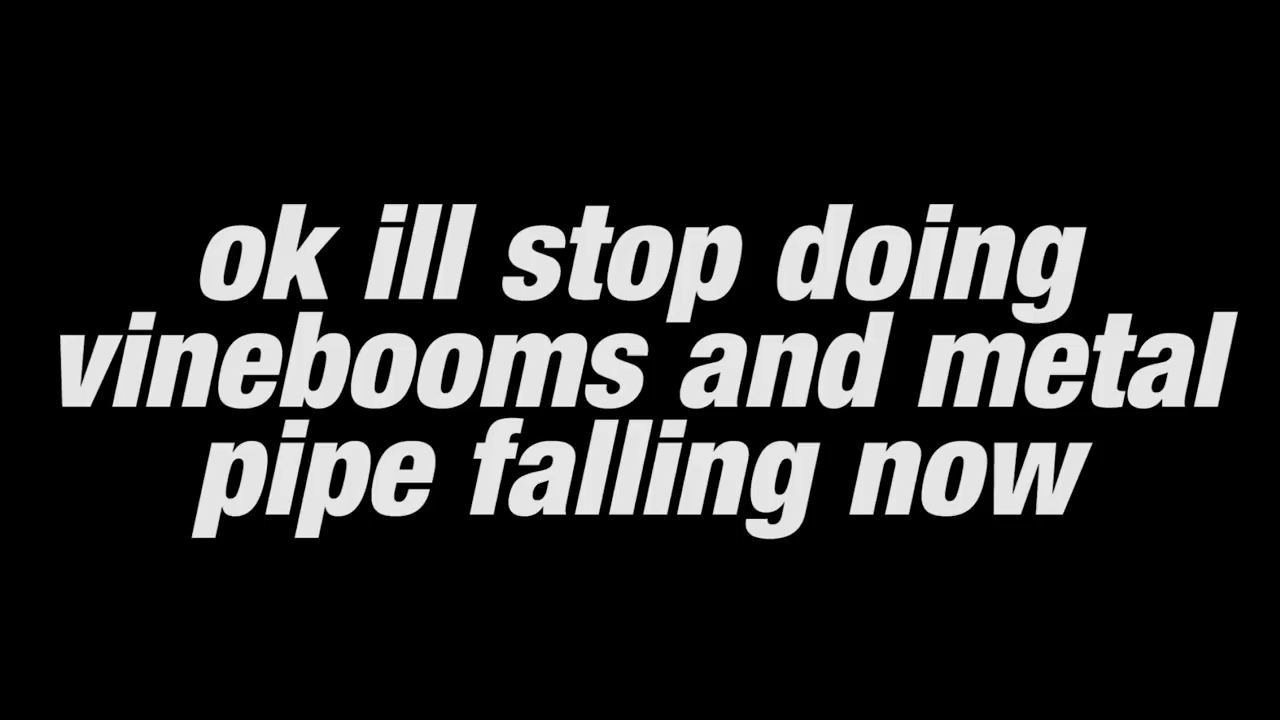 ok ill stop doing
vinebooms and metal
pipe falling now